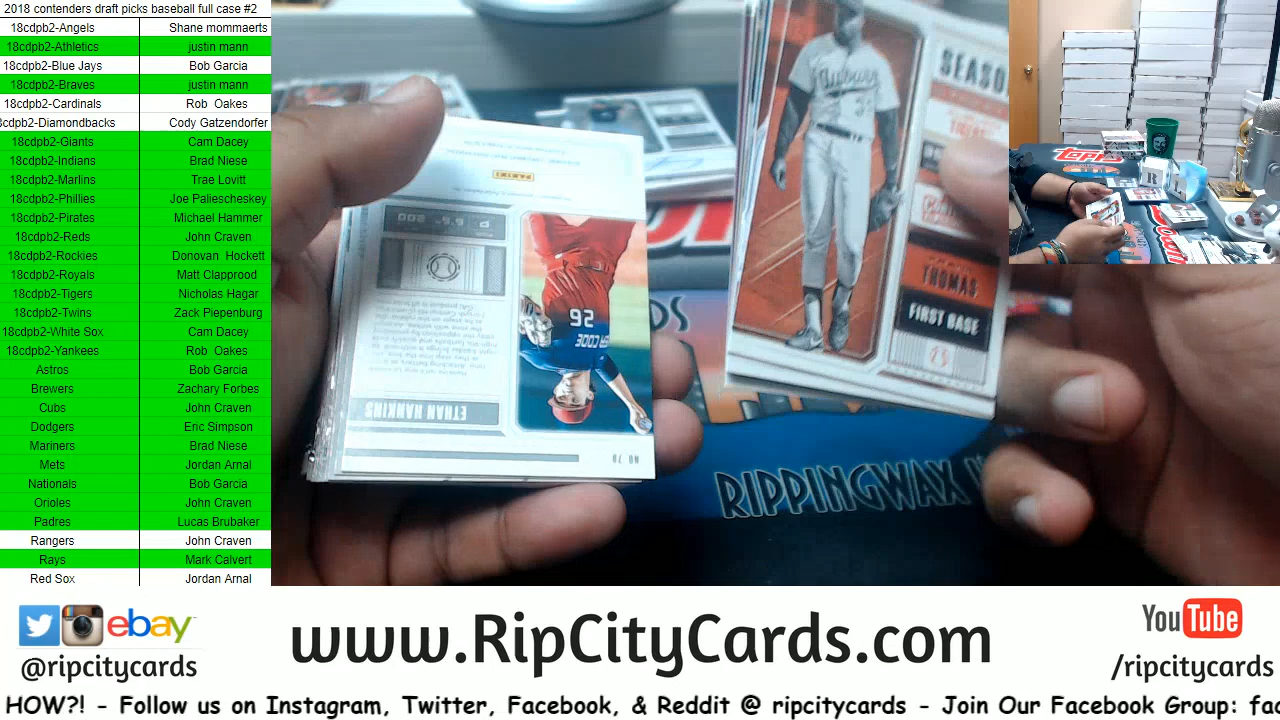 2018 contenders draft picks baseball full case #2
18cdpb2-Angels Shane mommaerts
18cdpb2-Athletics justin mann
18cdpb2-Blue Jays Bob Garcia
18cdpb2-Braves justin mann
18cdpb2-Cardinals Rob Oakes
8cdpb2-Diamondbacks Cody Gatzendorfer
18cdpb2-Giants Cam Dacey
18cdpb2-Indians Brad Niese
18cdpb2-Marlins Trae Lovitt
18cdpb2-Phillies Joe Paliescheskey
18cdpb2-Pirates Michael Hammer
18cdpb2-Reds John Craven
18cdpb2-Rockies Donovan Hockett
18cdpb2-Royals Matt Clapprood
18cdpb2-Tigers Nicholas Hagar
18cdpb2-Twins Zack Piepenburg
18cdpb2-White Sox Cam Dacey
18cdpb2-Yankees Rob Oakes
Astros Bob Garcia
Brewers Zachary Forbes
Cubs John Craven
Dodgers Eric Simpson
Mariners Brad Niese
Mets Jordan Arnal
Nationals Bob Garcia
Orioles John Craven
Padres Lucas Brubaker
Rangers John Craven
Rays Mark Calvert
Red Sox Jordan Arnal
PANINI
26
ETHAN HANKINS
NO. 70
SEASO
THOMAS
FIRST BASE
RIPPINGWAX
topps
R
ebay
@ripcitycards
www.RipCityCards.com
YouTube
/ripcitycards
HOW?! - Follow us on Instagram, Twitter, Facebook, & Reddit @ ripcitycards - Join Our Facebook Group: fac